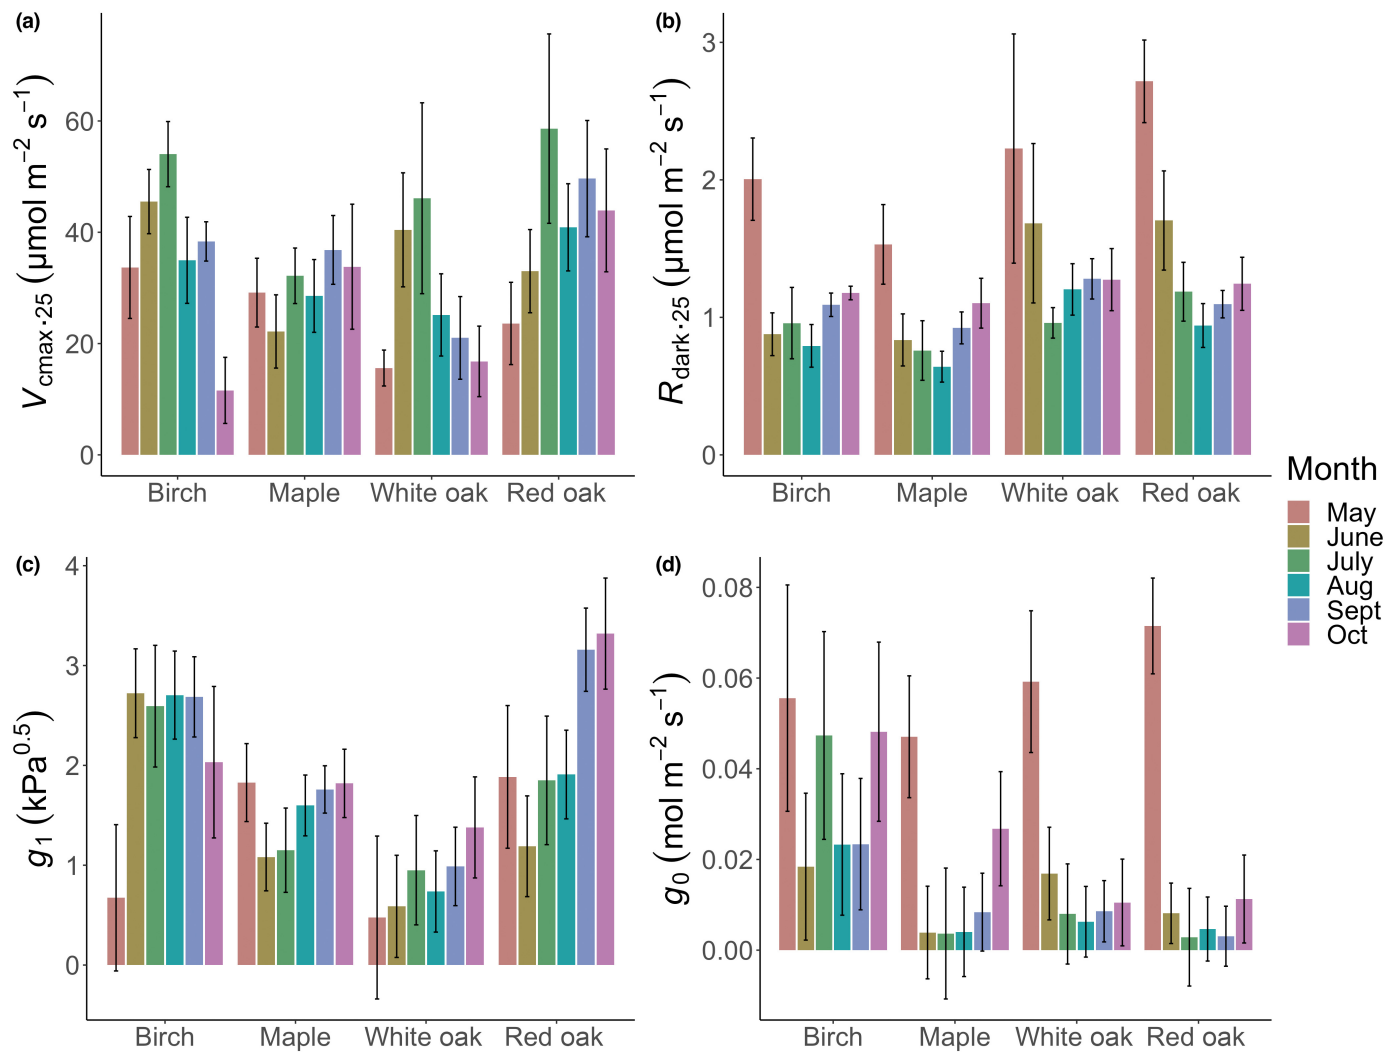 (a)
V cmax·25 (μmol m−2 s−1)
60
40
20
0
Birch Maple White oak Red oak
(b)
R dark·25 (μmol m−2 s−1)
3
2
1
0
Birch Maple White oak Red oak
Month
May
June
July
Aug
Sept
Oct
(c)
g1 (kPa0.5)
4
3
2
1
0
Birch Maple White oak Red oak
(d)
g0 (mol m−2 s−1)
0.08
0.06
0.04
0.02
0.00
Birch Maple White oak Red oak